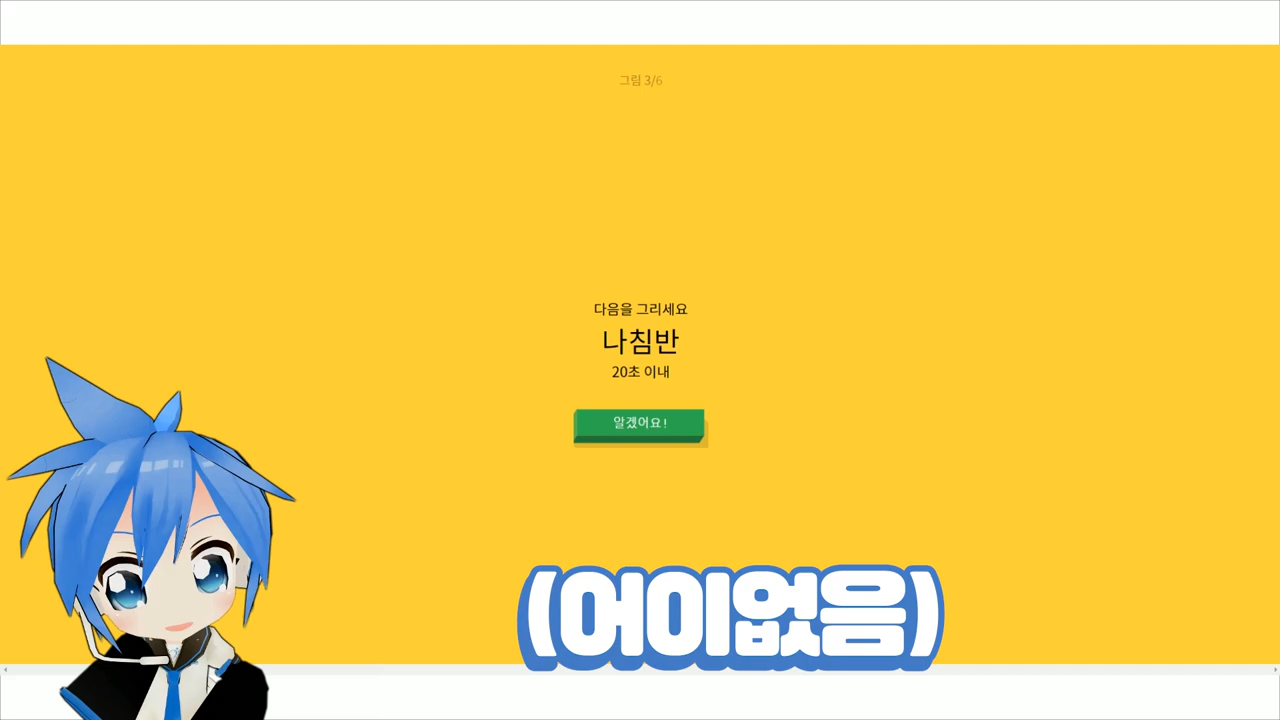 그림 3/6
다음을 그리세요
나침반
20초 이내
알겠어요!
(어이없음)